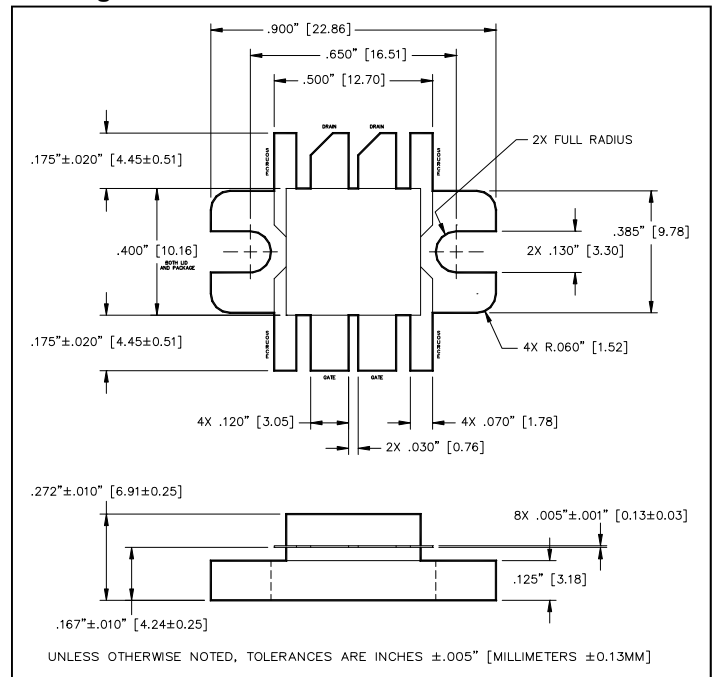 .900" [22.86]
.650" [16.51]
.500" [12.70]
DRAIN DRAIN
2X FULL RADIUS
.175"±.020" [4.45±0.51]
SOURCE SOURCE
.385" [9.78]
.400" [10.16]
BOTH LID
AND PACKAGE
2X .130" [3.30]
.175"±.020" [4.45±0.51]
SOURCE SOURCE
4X R.060" [1.52]
GATE GATE
4X .120" [3.05]
4X .070" [1.78]
2X .030" [0.76]
.272"±.010" [6.91±0.25]
8X .005"±.001" [0.13±0.03]
.125" [3.18]
.167"±.010" [4.24±0.25]
UNLESS OTHERWISE NOTED, TOLERANCES ARE INCHES ±.005" [MILLIMETERS ±0.13MM]